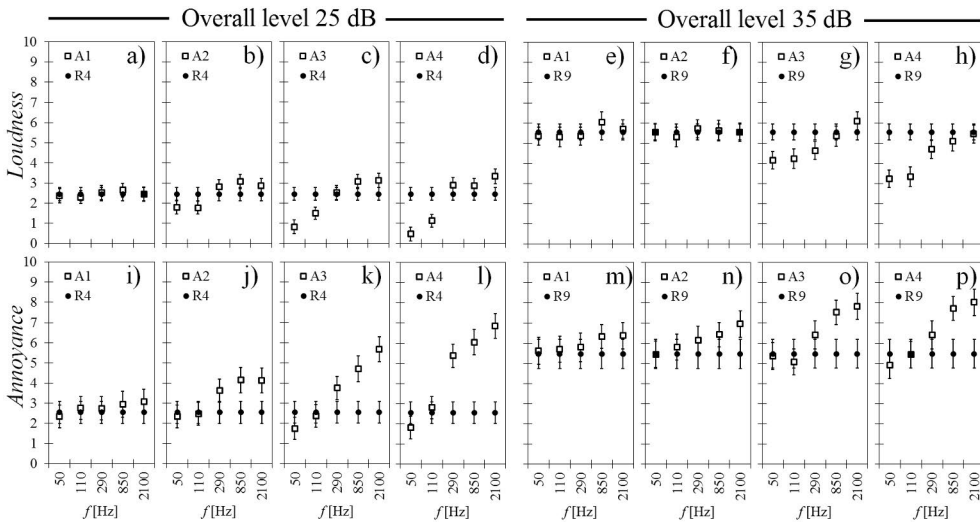 Overall level 25 dB Overall level 35 dB
10 9 8 7 6 5 4 3 2 1 0
Loudness
A1 R4 a)
A2 R4 b)
A3 R4 c)
A4 R4 d)
A1 R9 e)
A2 R9 f)
A3 R9 g)
A4 R9 h)
10 9 8 7 6 5 4 3 2 1 0
Annoyance
A1 R4 i)
A2 R4 j)
A3 R4 k)
A4 R4 l)
A1 R9 m)
A2 R9 n)
A3 R9 o)
A4 R9 p)
50 110 290 850 2100 50 110 290 850 2100 50 110 290 850 2100 50 110 290 850 2100 50 110 290 850 2100 50 110 290 850 2100 50 110 290 850 2100 50 110 290 850 2100
f [Hz] f [Hz] f [Hz] f [Hz] f [Hz] f [Hz] f [Hz] f [Hz]